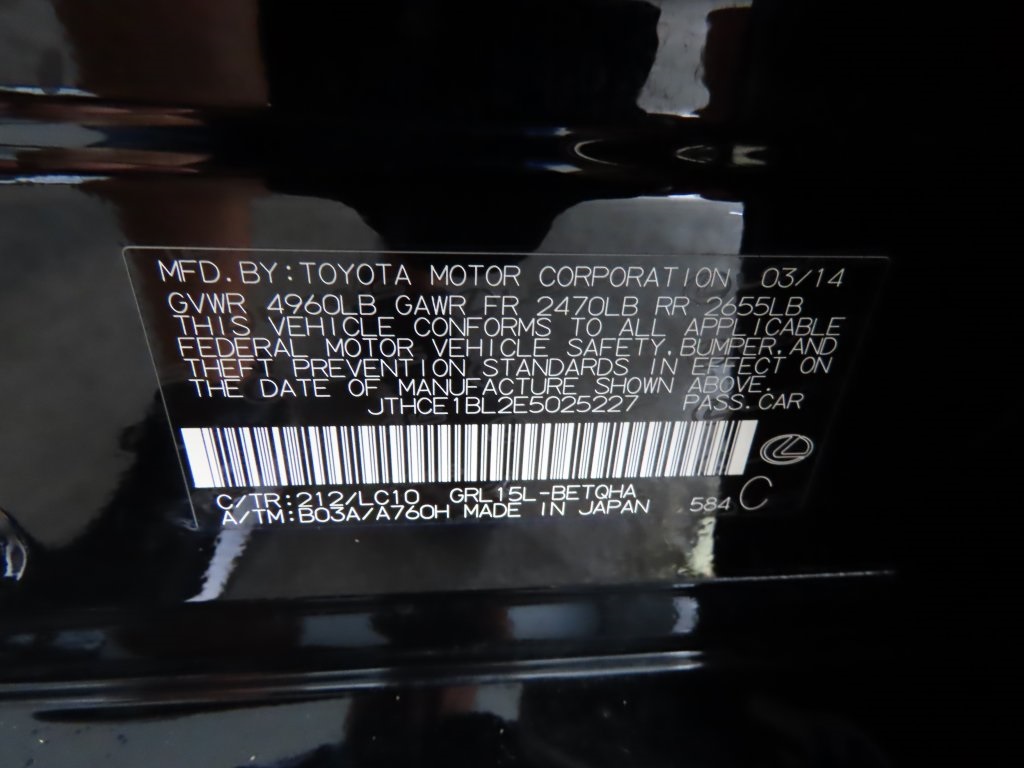 MFD.BY:TOYOTA MOTOR CORPORATION 03/14
GVWR 4960LB GAWR FR 2470LB RR 2655LB
THIS VEHICLE CONFORMS TO ALL APPLICABLE
FEDERAL MOTOR VEHICLE SAFETY,BUMPER,AND
THEFT PREVENTION STANDARDS IN EFFECT ON
THE DATE OF MANUFACTURE SHOWN ABOVE.
JTHCE1BL2E5025227 PASS.CAR
C/TR:212/LC10 GRL15L-BETQHA
A/TM:B03A/A760H MADE IN JAPAN 584 C